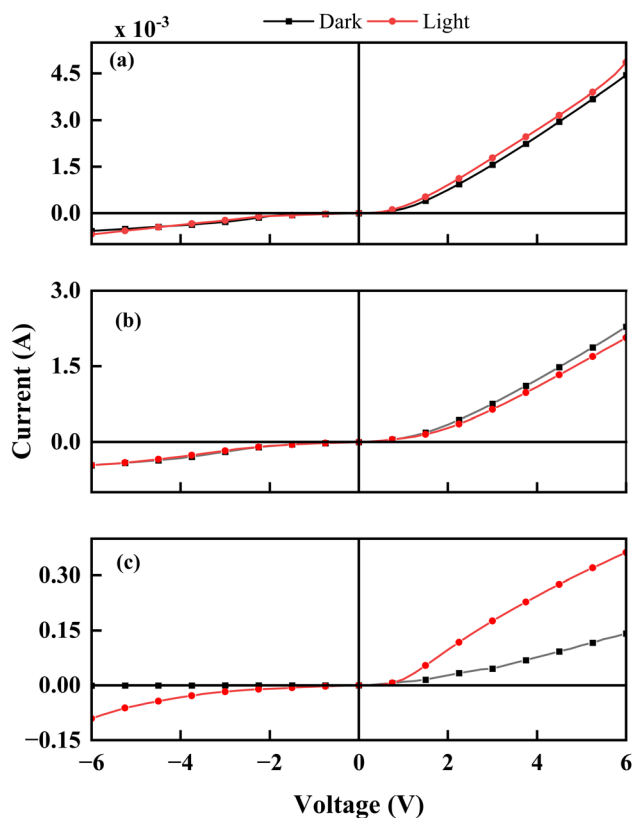 x 10⁻³
Dark Light
(a)
4.5
3.0
1.5
0.0
(b)
3.0
1.5
0.0
Current (A)
(c)
0.30
0.15
0.00
−0.15
−6 −4 −2 0 2 4 6
Voltage (V)